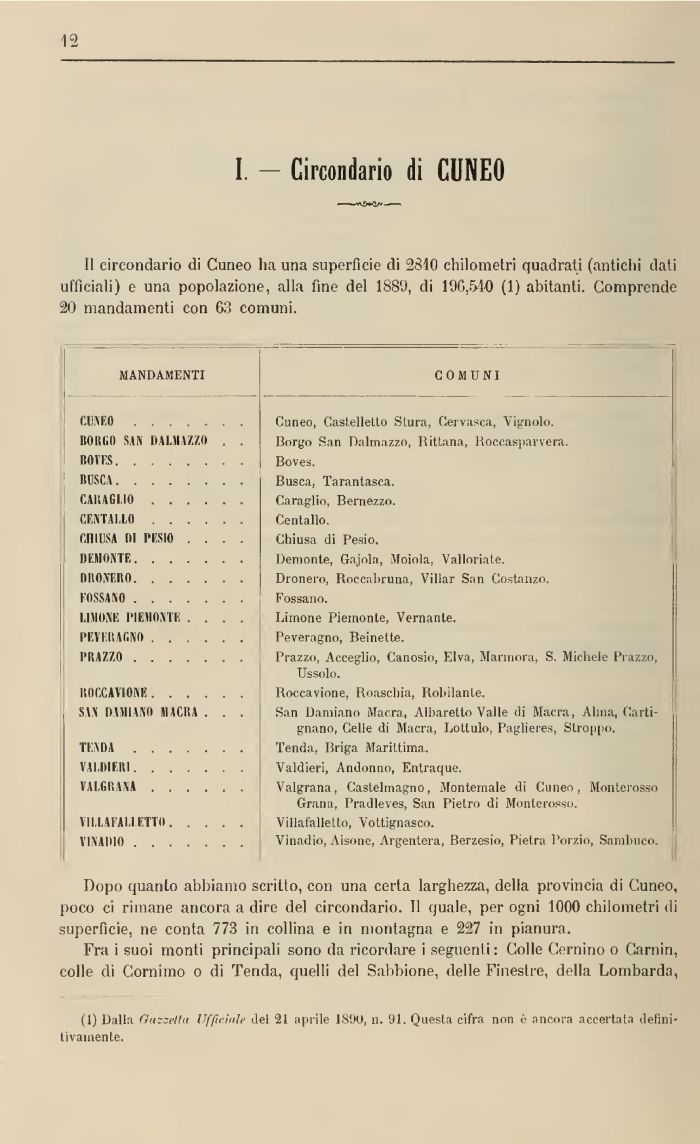 12
I. — Circondario di CUNEO
Il circondario di Cuneo ha una superficie di 2840 chilometri quadrati (antichi dati
ufficiali) e una popolazione, alla fine del 1889, di 196,540 (1) abitanti. Comprende
20 mandamenti con 63 comuni.
MANDAMENTI COMUNI
CUNEO . . . . . . . Cuneo, Castelletto Stura, Cervasca, Vignolo.
BORGO SAN DALMAZZO . . Borgo San Dalmazzo, Rittana, Roccasparvera.
BOVES. . . . . . . . Boves.
BUSCA. . . . . . . . Busca, Tarantasca.
CARAGLIO . . . . . . Caraglio, Bernezzo.
CENTALLO . . . . . . Centallo.
CHIUSA DI PESIO . . . . Chiusa di Pesio.
DEMONTE. . . . . . . Demonte, Gajola, Moiola, Valloriate.
DRONERO. . . . . . . Dronero, Roccabruna, Villar San Costanzo.
FOSSANO . . . . . . . Fossano.
LIMONE PIEMONTE . . . . Limone Piemonte, Vernante.
PEVERAGNO . . . . . . Peveragno, Beinette.
PRAZZO . . . . . . . Prazzo, Acceglio, Canosio, Elva, Marmora, S. Michele Prazzo,
Ussolo.
ROCCAVIONE. . . . . . Roccavione, Roaschia, Robilante.
SAN DAMIANO MACRA . . . San Damiano Macra, Albaretto Valle di Macra, Alma, Carti-
gnano, Celle di Macra, Lottulo, Paglieres, Stroppo.
TENDA . . . . . . . Tenda, Briga Marittima.
VALDIERI. . . . . . . Valdieri, Andonno, Entraque.
VALGRANA . . . . . . Valgrana, Castelmagno, Montemale di Cuneo, Monterosso
Grana, Pradleves, San Pietro di Monterosso.
VILLAFALLETTO. . . . . Villafalletto, Vottignasco.
VINADIO . . . . . . . Vinadio, Aisone, Argentera, Berzesio, Pietra Porzio, Sambuco.
Dopo quanto abbiamo scritto, con una certa larghezza, della provincia di Cuneo,
poco ci rimane ancora a dire del circondario. Il quale, per ogni 1000 chilometri di
superficie, ne conta 773 in collina e in montagna e 227 in pianura.
Fra i suoi monti principali sono da ricordare i seguenti: Colle Cernino o Carnin,
colle di Cornimo o di Tenda, quelli del Sabbione, delle Finestre, della Lombarda,
(1) Dalla Gazzetta Ufficiale del 21 aprile 1890, n. 91. Questa cifra non è ancora accertata defini-
tivamente.